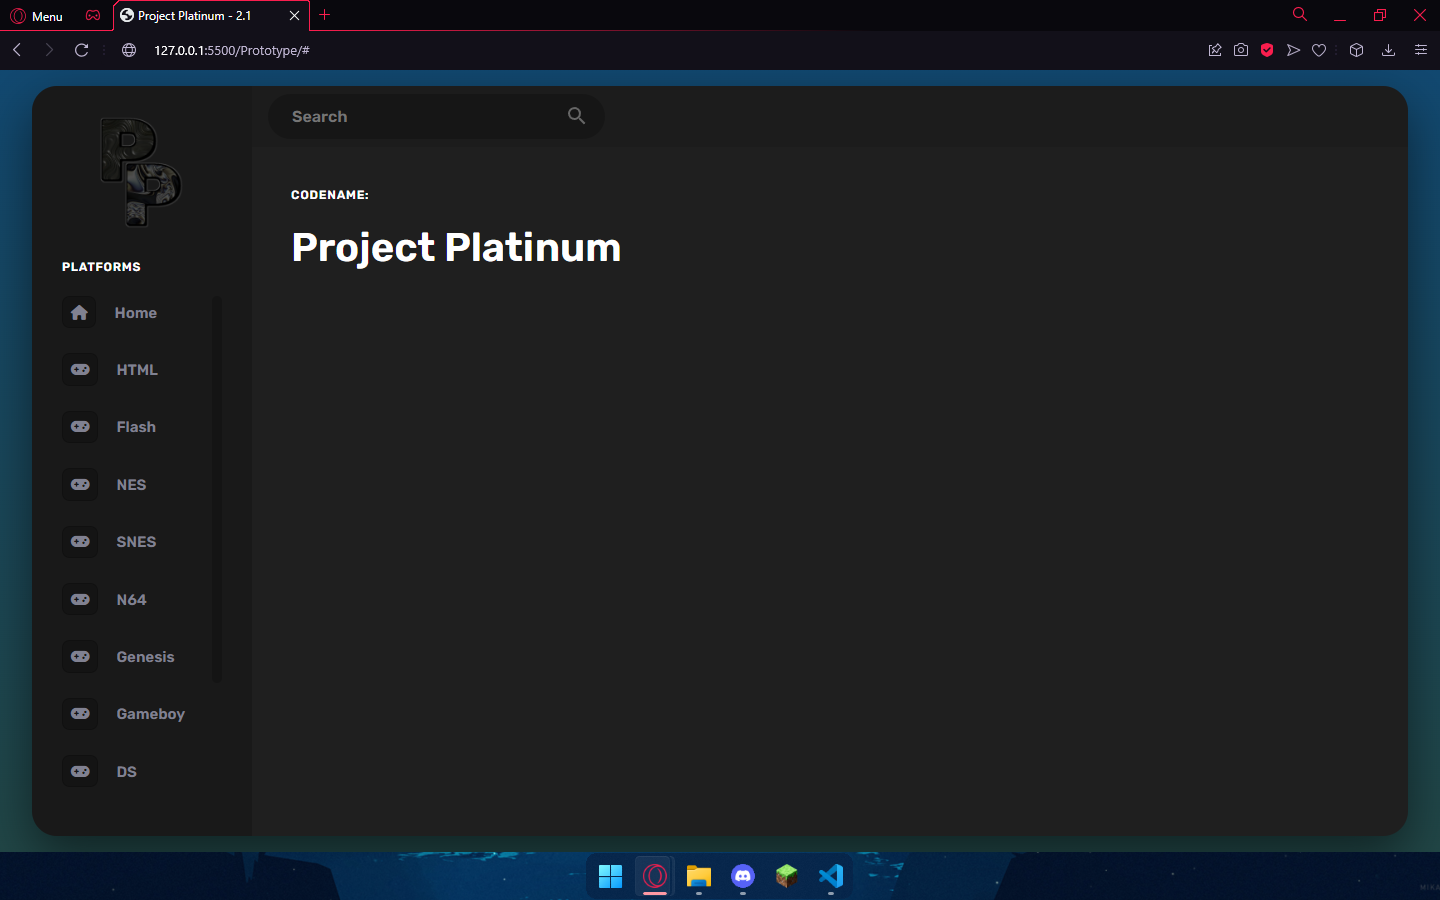 Menu
Project Platinum - 2.1
127.0.0.1:5500/Prototype/#
PP
Search
CODENAME:
Project Platinum
PLATFORMS
Home
HTML
Flash
NES
SNES
N64
Genesis
Gameboy
DS